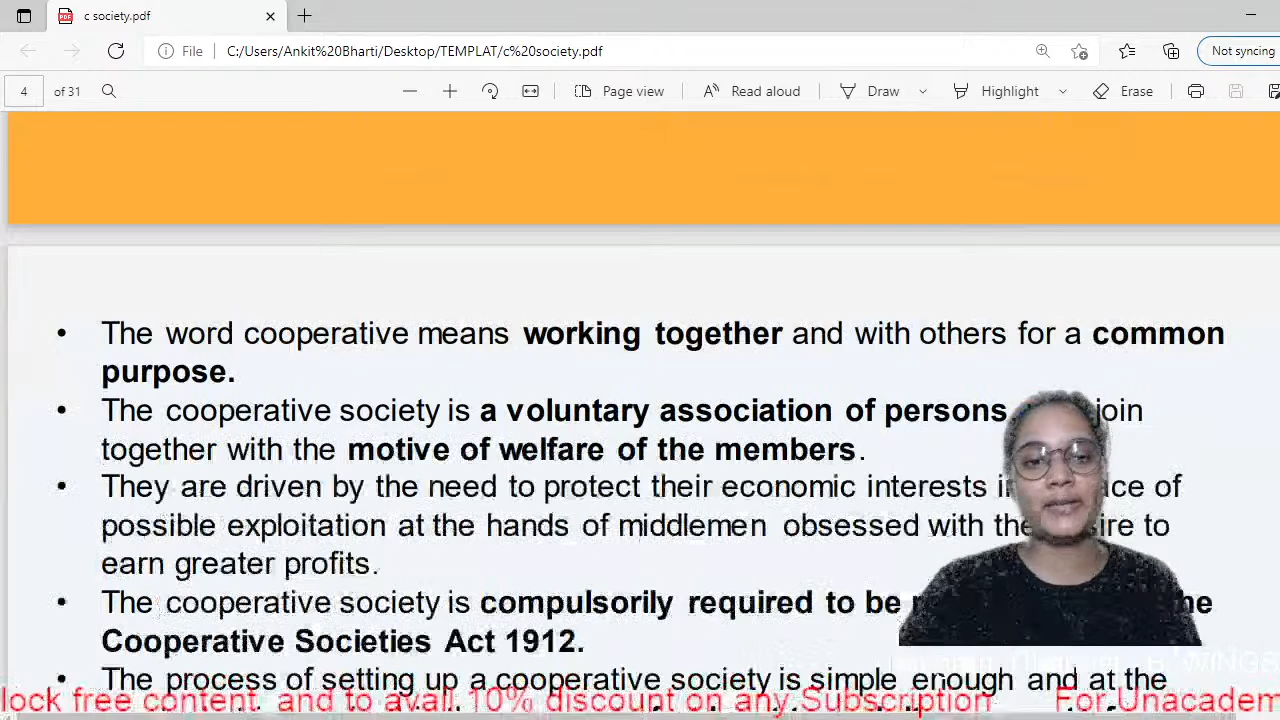 c society.pdf
File
C:/Users/Ankit%20Bharti/Desktop/TEMPLAT/c%20society.pdf
Not syncing
4 of 31
Page view
Read aloud
Draw
Highlight
Erase
• The word cooperative means working together and with others for a common
purpose.
• The cooperative society is a voluntary association of persons join
together with the motive of welfare of the members.
• They are driven by the need to protect their economic interests of
possible exploitation at the hands of middlemen obsessed with the to
earn greater profits.
• The cooperative society is compulsorily required to be
Cooperative Societies Act 1912.
• The process of setting up a cooperative society is simple enough and at the
WINGS
lock free content and to avail 10% discount on any Subscription For Unacadem